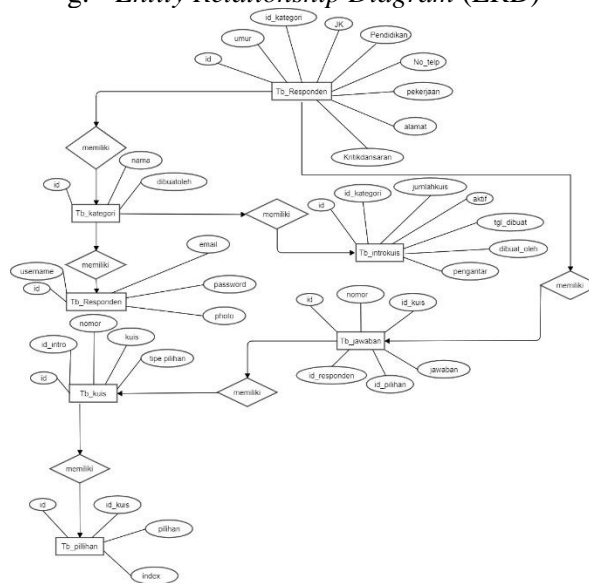 g. Entity Relationship Diagram (ERD)
id_kategori
JK
umur
Pendidikan
id
No_telp
Tb_Responden
pekerjaan
alamat
Kritikdansaran
memiliki
nama
id
dibuatoleh
Tb_kategori
memiliki
id_kategori
jumlahkuis
id
aktif
tgl_dibuat
Tb_introkuis
dibuat_oleh
pengantar
memiliki
memiliki
email
username
password
id
Tb_Responden
photo
nomor
id_intro
kuis
tipe pilihan
id
Tb_kuis
id
nomor
id_kuis
Tb_jawaban
id_responden
id_pilihan
jawaban
memiliki
memiliki
id
id_kuis
pilihan
Tb_pillihan
index